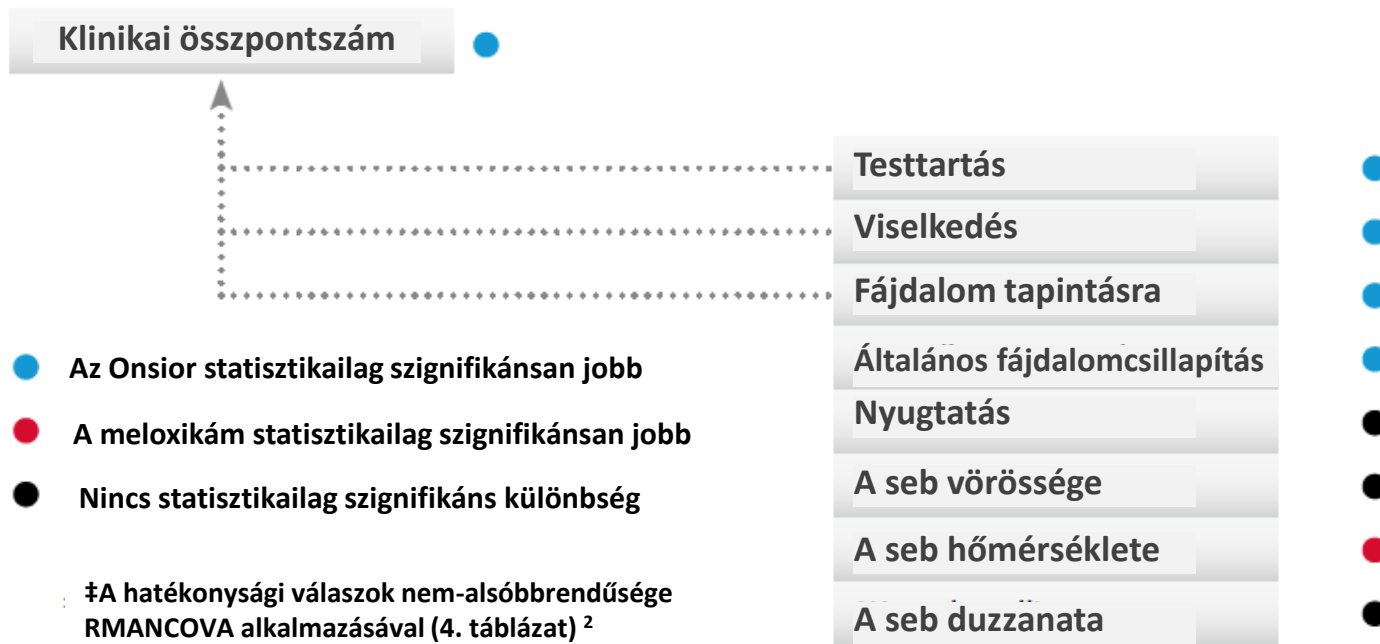 Klinikai összpontszám
Testtartás
Viselkedés
Fájdalom tapintásra
Általános fájdalomcsillapítás
Nyugtatás
A seb vörössége
A seb hőmérséklete
A seb duzzanata
Az Onsior statisztikailag szignifikánsan jobb
A meloxikám statisztikailag szignifikánsan jobb
Nincs statisztikailag szignifikáns különbség
‡A hatékonysági válaszok nem-alsóbbrendűsége
RMANCOVA alkalmazásával (4. táblázat) ²